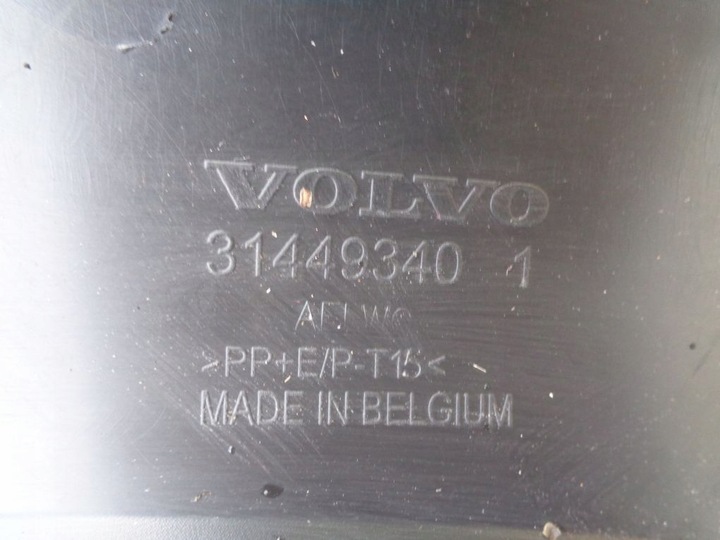 VOLVO
31449340 1
>PP+E/P-T15<
MADE IN BELGIUM